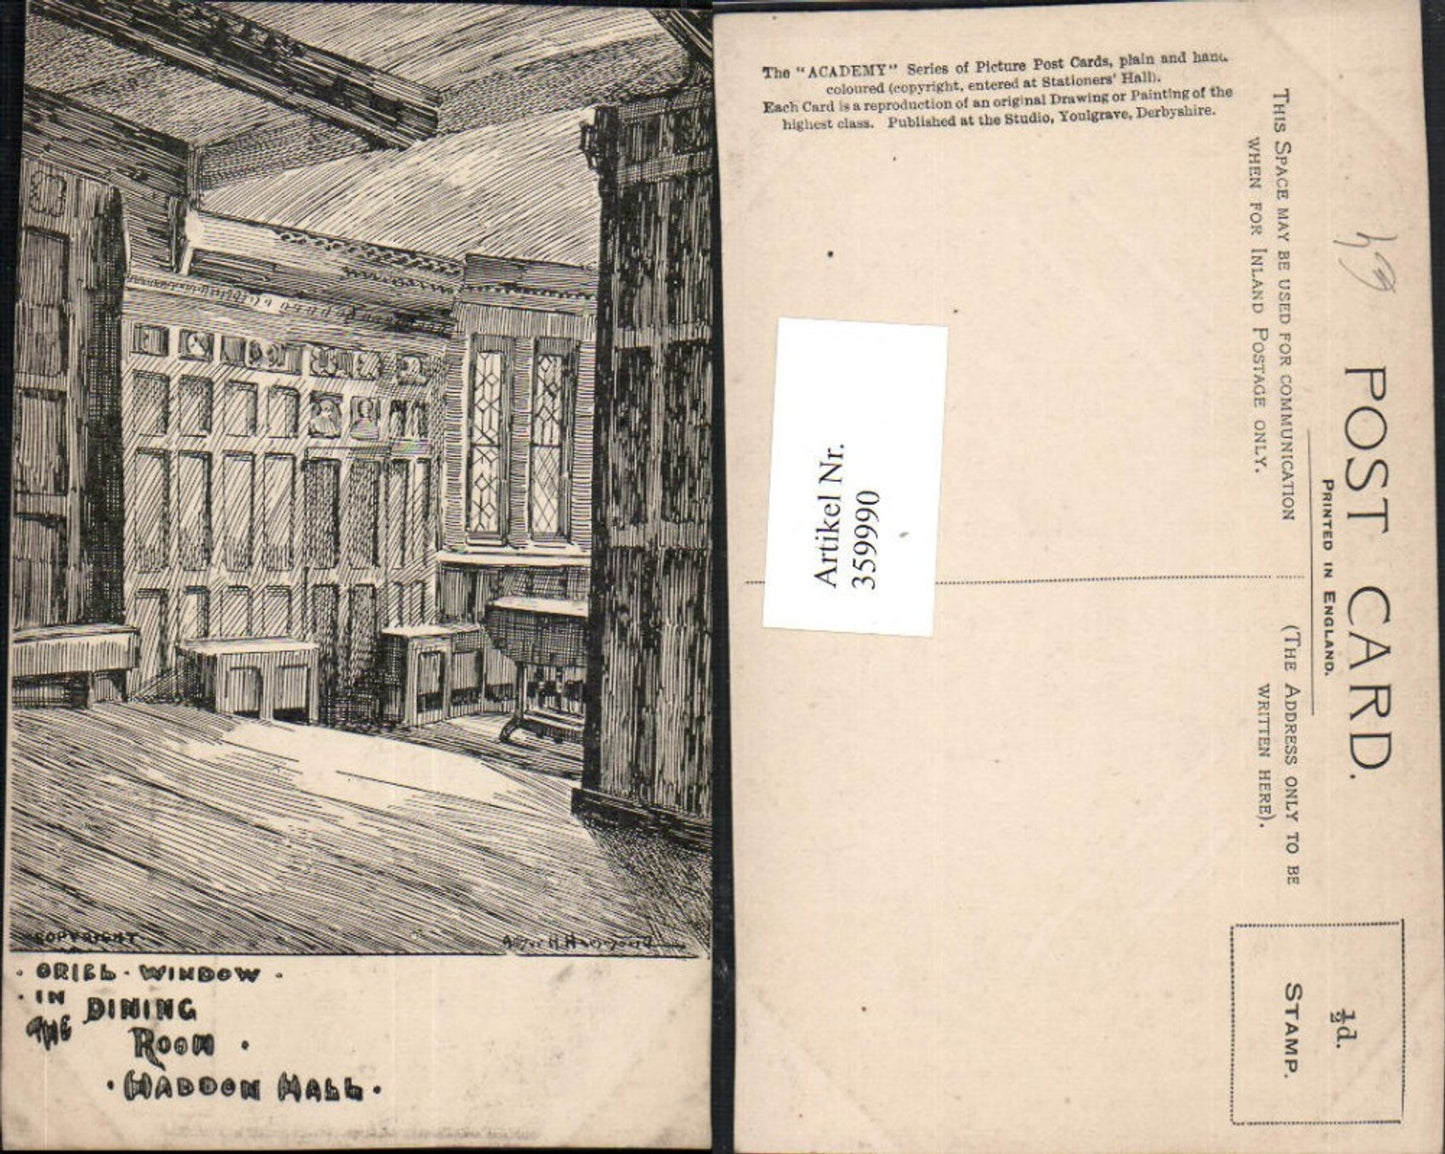 COPYRIGHT
· ORIEL · WINDOW ·
· IN
THE DINING
ROOM ·
· HADDON HALL ·
The "ACADEMY" Series of Picture Post Cards, plain and hand
coloured (copyright, entered at Stationers' Hall).
Each Card is a reproduction of an original Drawing or Painting of the
highest class. Published at the Studio, Youlgrave, Derbyshire.
POST CARD.
PRINTED IN ENGLAND.
THIS SPACE MAY BE USED FOR COMMUNICATION
WHEN FOR INLAND POSTAGE ONLY.
(THE ADDRESS ONLY TO BE
WRITTEN HERE).
½d.
STAMP.
Artikel Nr.
359990